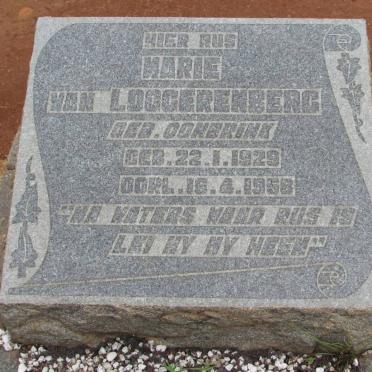 HIER RUS
MARIE
VAN LOGGERENBERG
GEB. OONBRINK
GEB. 22.1.1929
OORL. 16.4.1958
"NA WATERS WAAR RUS IS
LEI HY MY HEEN"